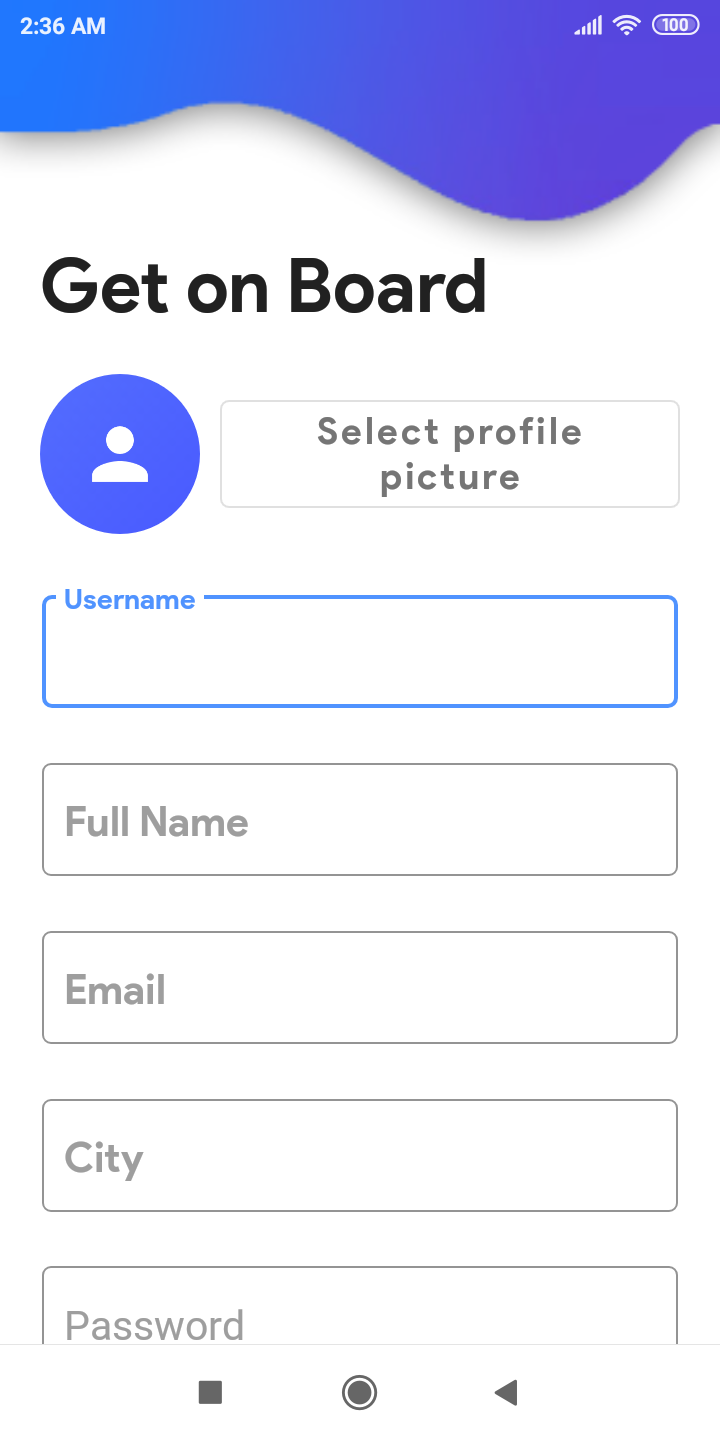 2:36 AM 100
Get on Board
Select profile
picture
Username
Full Name
Email
City
Password